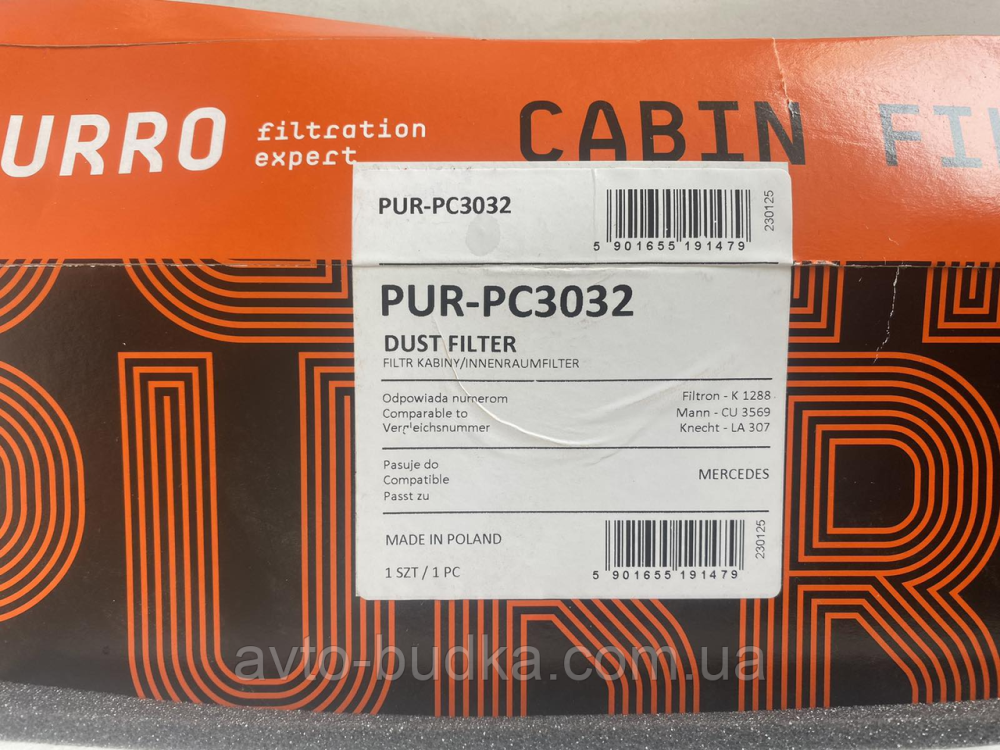 URRO filtration expert CABIN FI
PUR-PC3032
230125
5 901655 191479
PUR-PC3032
DUST FILTER
FILTR KABINY/INNENRAUMFILTER
Odpowiada numerom Filtron - K 1288
Comparable to Mann - CU 3569
Vergleichsnummer Knecht - LA 307
Pasuje do
Compatible MERCEDES
Passt zu
MADE IN POLAND
230125
1 SZT / 1 PC
5 901655 191479
PURR
avto-budka.com.ua